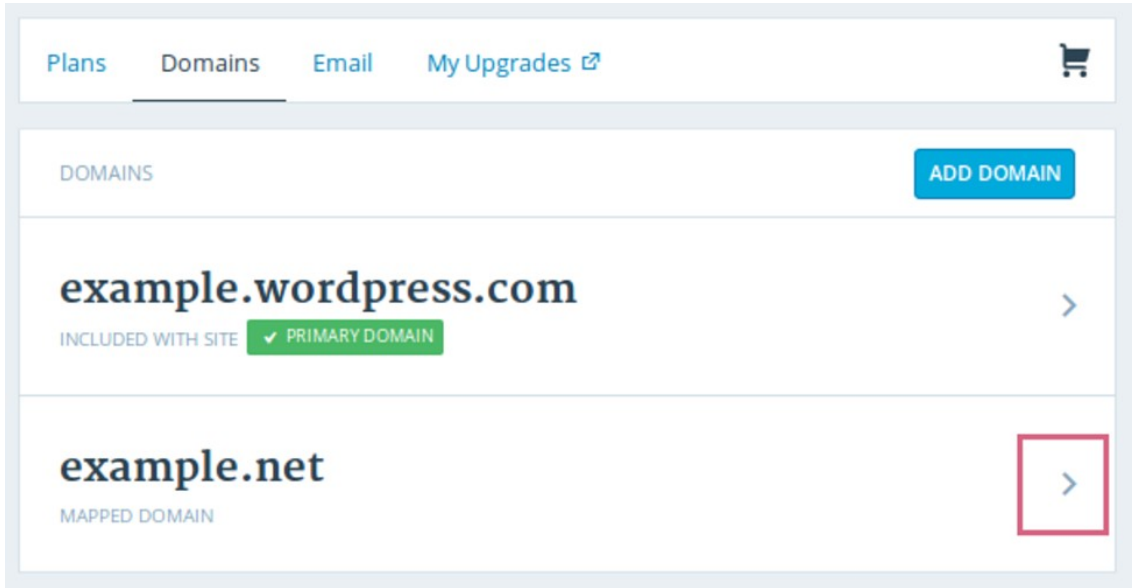 Plans Domains Email My Upgrades
DOMAINS ADD DOMAIN
example.wordpress.com
INCLUDED WITH SITE PRIMARY DOMAIN
example.net
MAPPED DOMAIN